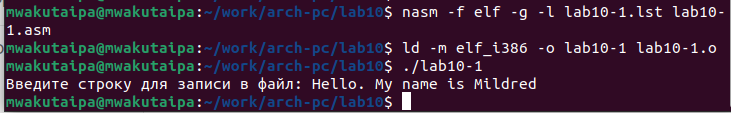 mwakutaipa@mwakutaipa:~/work/arch-pc/lab10$ nasm -f elf -g -l lab10-1.lst lab10-
1.asm
mwakutaipa@mwakutaipa:~/work/arch-pc/lab10$ ld -m elf_i386 -o lab10-1 lab10-1.o
mwakutaipa@mwakutaipa:~/work/arch-pc/lab10$ ./lab10-1
Введите строку для записи в файл: Hello. My name is Mildred
mwakutaipa@mwakutaipa:~/work/arch-pc/lab10$